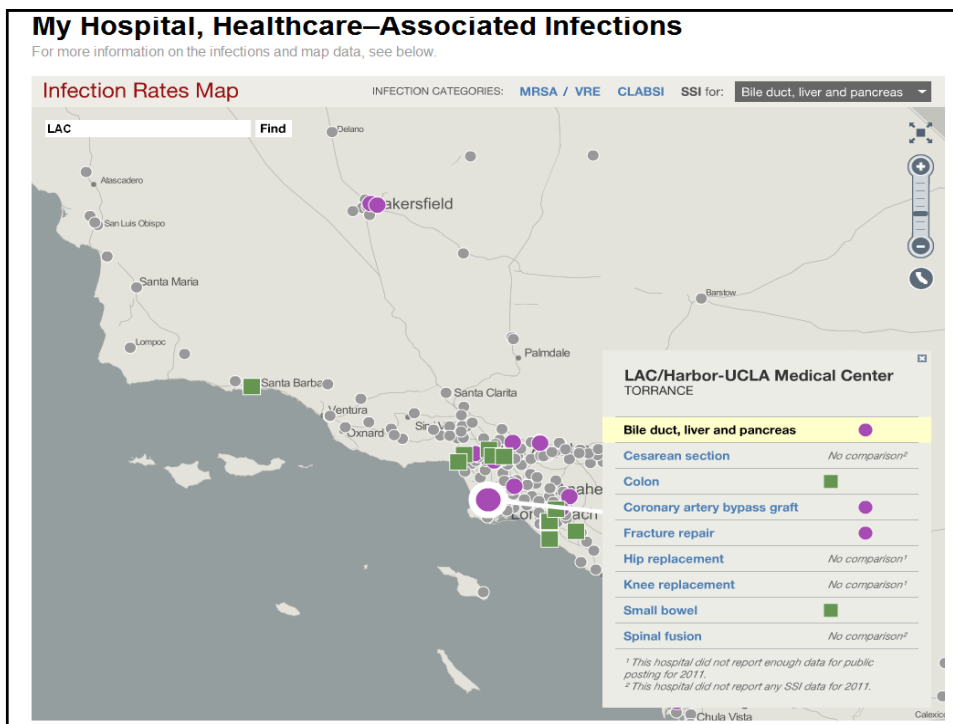 My Hospital, Healthcare–Associated Infections
For more information on the infections and map data, see below.
Infection Rates Map
INFECTION CATEGORIES: MRSA / VRE CLABSI SSI for: Bile duct, liver and pancreas
LAC Find
Delano
Atascadero
akersfield
San Luis Obispo
Santa Maria
Barstow
Lompoc
Palmdale
Santa Barba
Santa Clarita
Ventura
Oxnard
Lon
ach
LAC/Harbor-UCLA Medical Center
TORRANCE
Bile duct, liver and pancreas
Cesarean section No comparison²
Colon
Coronary artery bypass graft
Fracture repair
Hip replacement No comparison¹
Knee replacement No comparison¹
Small bowel
Spinal fusion No comparison²
¹ This hospital did not report enough data for public
posting for 2011.
² This hospital did not report any SSI data for 2011.
Chula Vista
Calexico